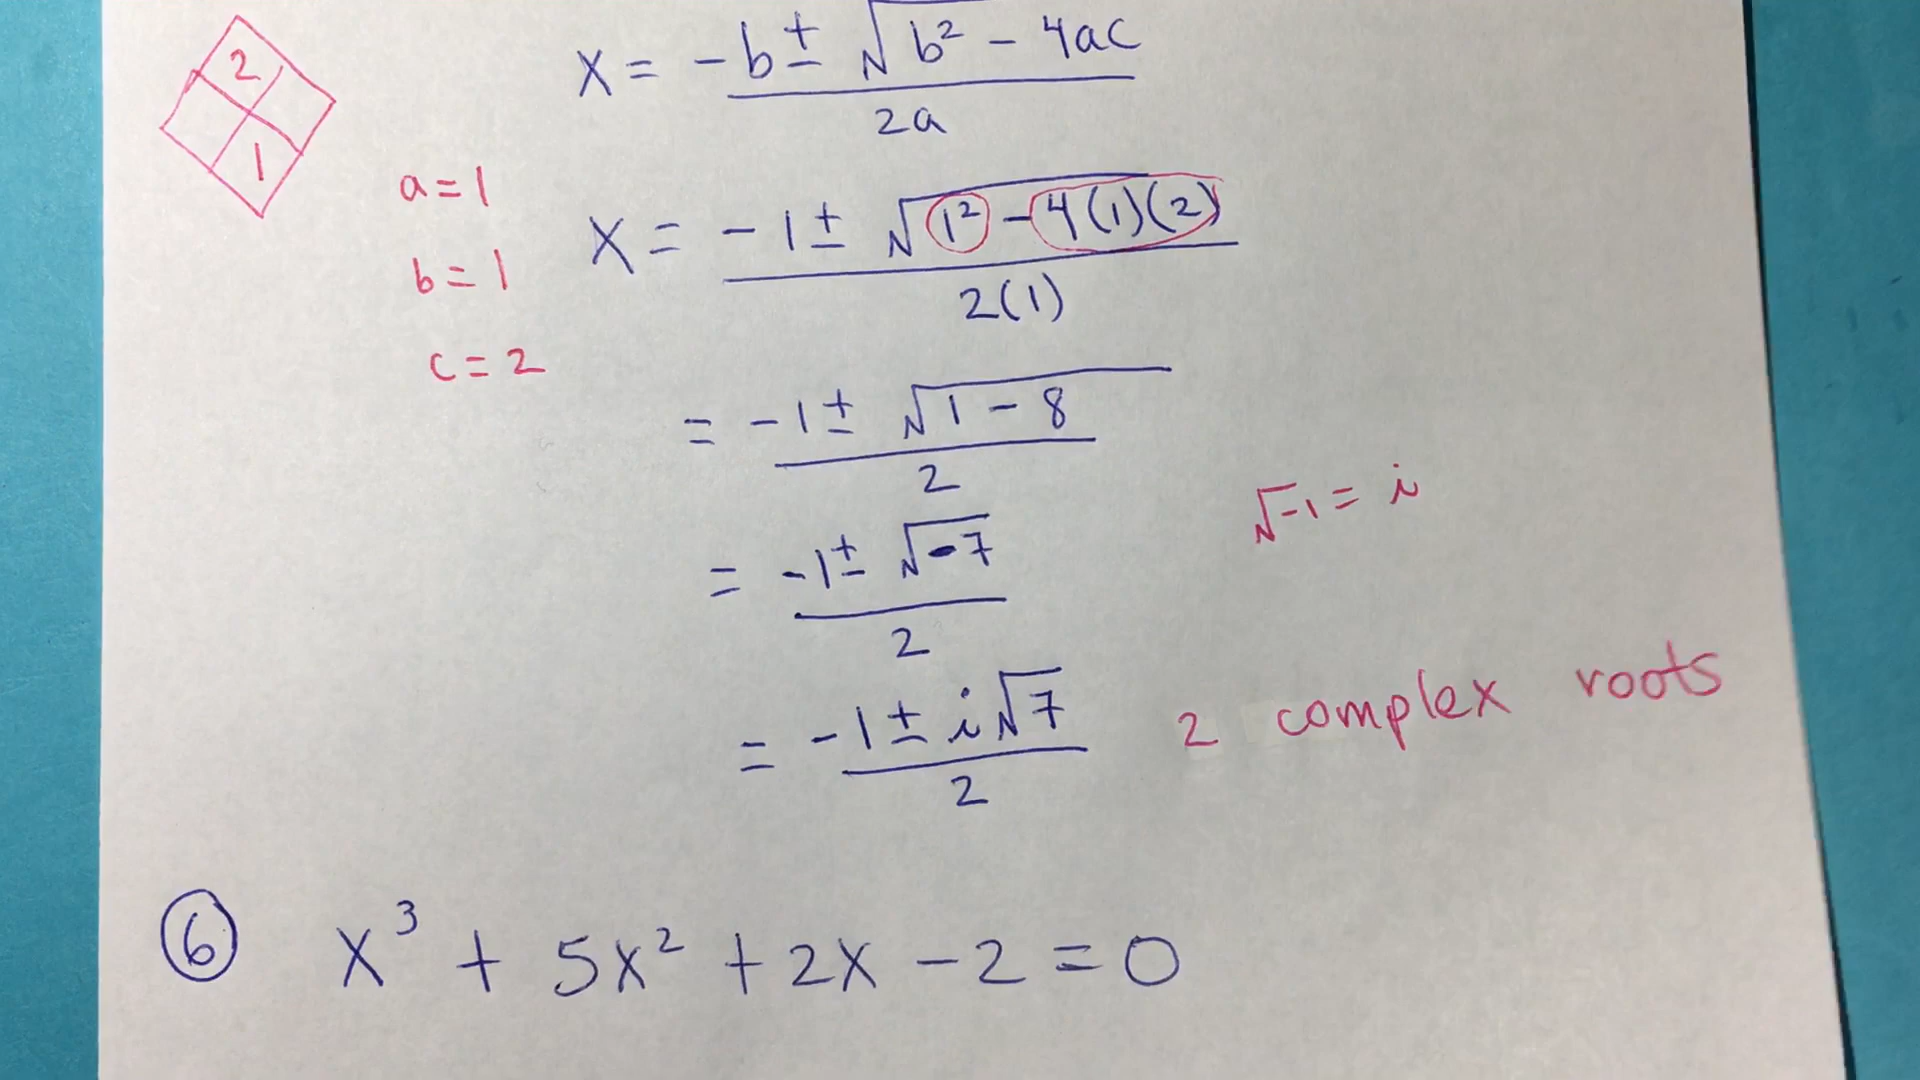 2
1
x = -b ± √b² - 4ac
2a
a = 1
x = -1 ± √1² - 4(1)(2)
2(1)
b = 1
c = 2
= -1 ± √1 - 8
2
√-1 = i
= -1 ± √-7
2
= -1 ± i√7
2
2 complex roots
6 x³ + 5x² + 2x - 2 = 0